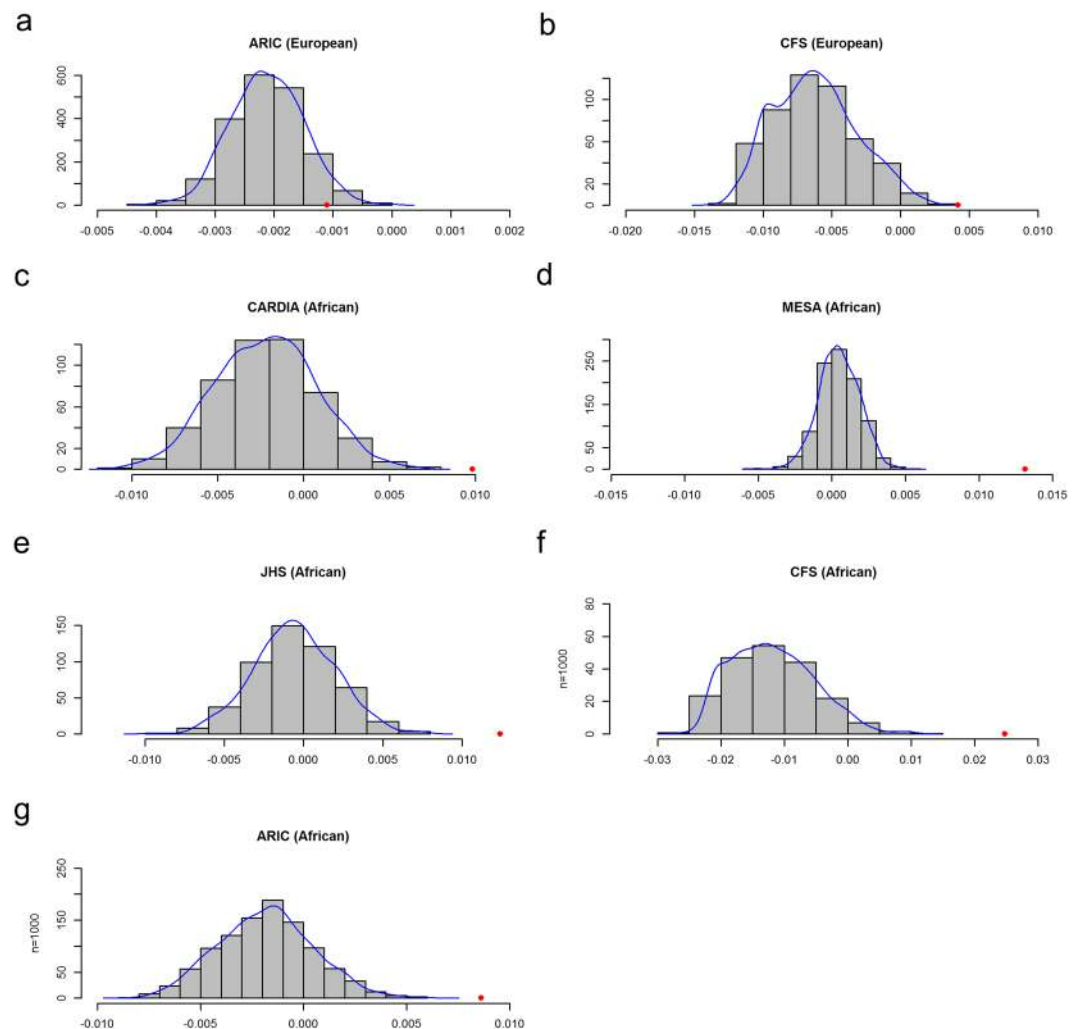 a
ARIC (European)
0 200 400 600
-0.005 -0.004 -0.003 -0.002 -0.001 0.000 0.001 0.002
b
CFS (European)
0 20 60 100
-0.020 -0.015 -0.010 -0.005 0.000 0.005 0.010
c
CARDIA (African)
0 20 60 100
-0.010 -0.005 0.000 0.005 0.010
d
MESA (African)
0 50 150 250
-0.015 -0.010 -0.005 0.000 0.005 0.010 0.015
e
JHS (African)
0 50 100 150
-0.010 -0.005 0.000 0.005 0.010
f
CFS (African)
n=1000
0 20 40 60 80
-0.03 -0.02 -0.01 0.00 0.01 0.02 0.03
g
ARIC (African)
n=1000
0 50 150 250
-0.010 -0.005 0.000 0.005 0.010